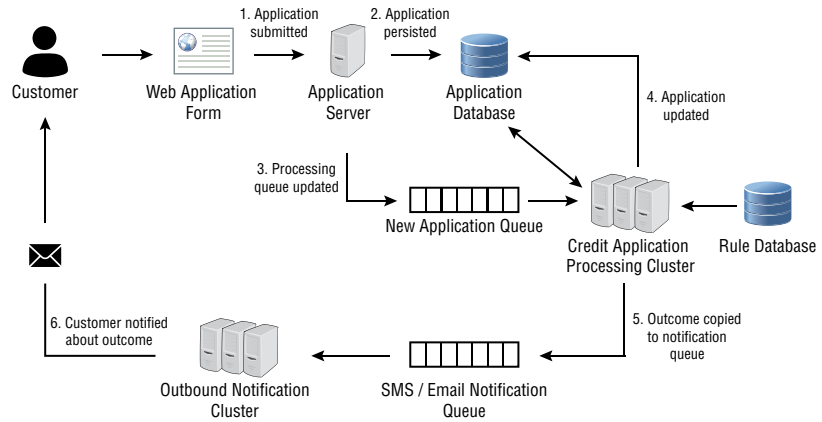 1. Application
submitted
2. Application
persisted
Customer
Web Application
Form
Application
Server
Application
Database
4. Application
updated
3. Processing
queue updated
New Application Queue
Credit Application
Processing Cluster
Rule Database
6. Customer notified
about outcome
5. Outcome copied
to notification
queue
Outbound Notification
Cluster
SMS / Email Notification
Queue